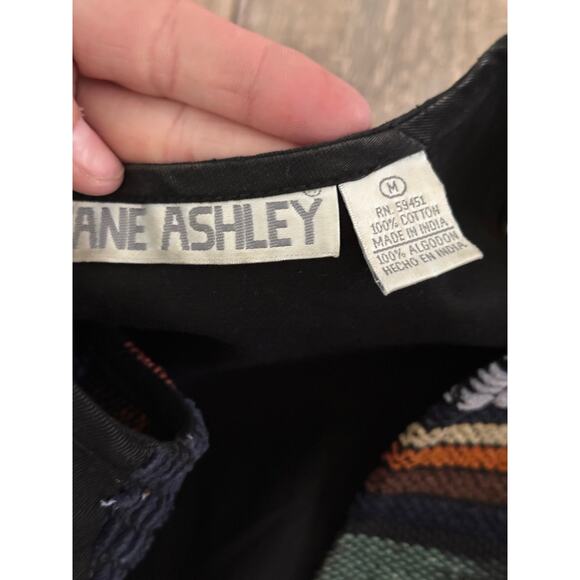 ANE ASHLEY
®
M
RN. 59451
100% COTTON
MADE IN INDIA
100% ALGODON
HECHO EN INDIA